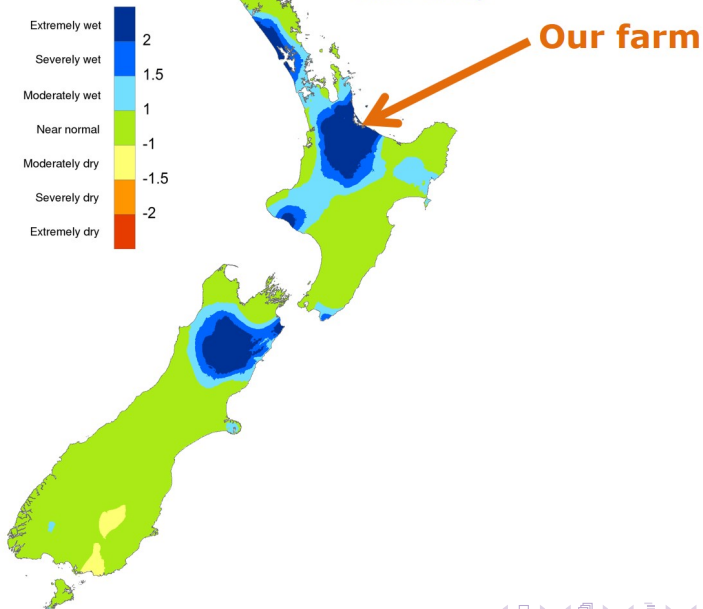 Extremely wet
2
Our farm
Severely wet
1.5
Moderately wet
1
Near normal
-1
Moderately dry
-1.5
Severely dry
-2
Extremely dry